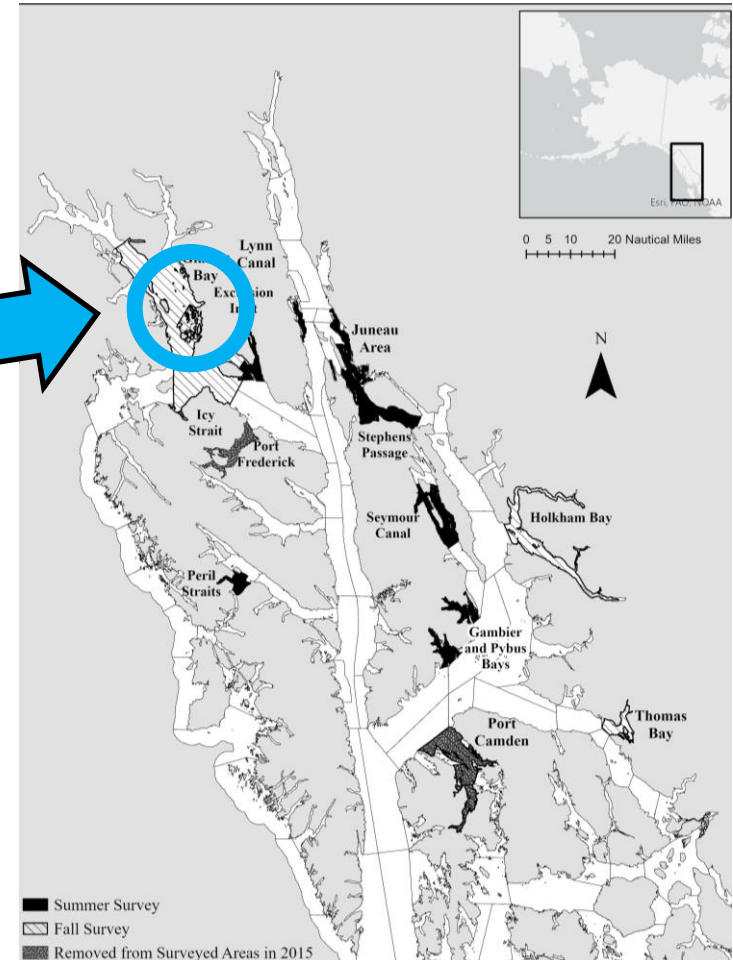 Esri, FAO, NOAA
0 5 10 20 Nautical Miles
N
Bay
Lynn
Canal
Juneau
Area
Icy
Strait
Port
Frederick
Stephens
Passage
Seymour
Canal
Holkham Bay
Peril
Straits
Gambier
and Pybus
Bays
Port
Camden
Thomas
Bay
Summer Survey
Fall Survey
Removed from Surveyed Areas in 2015